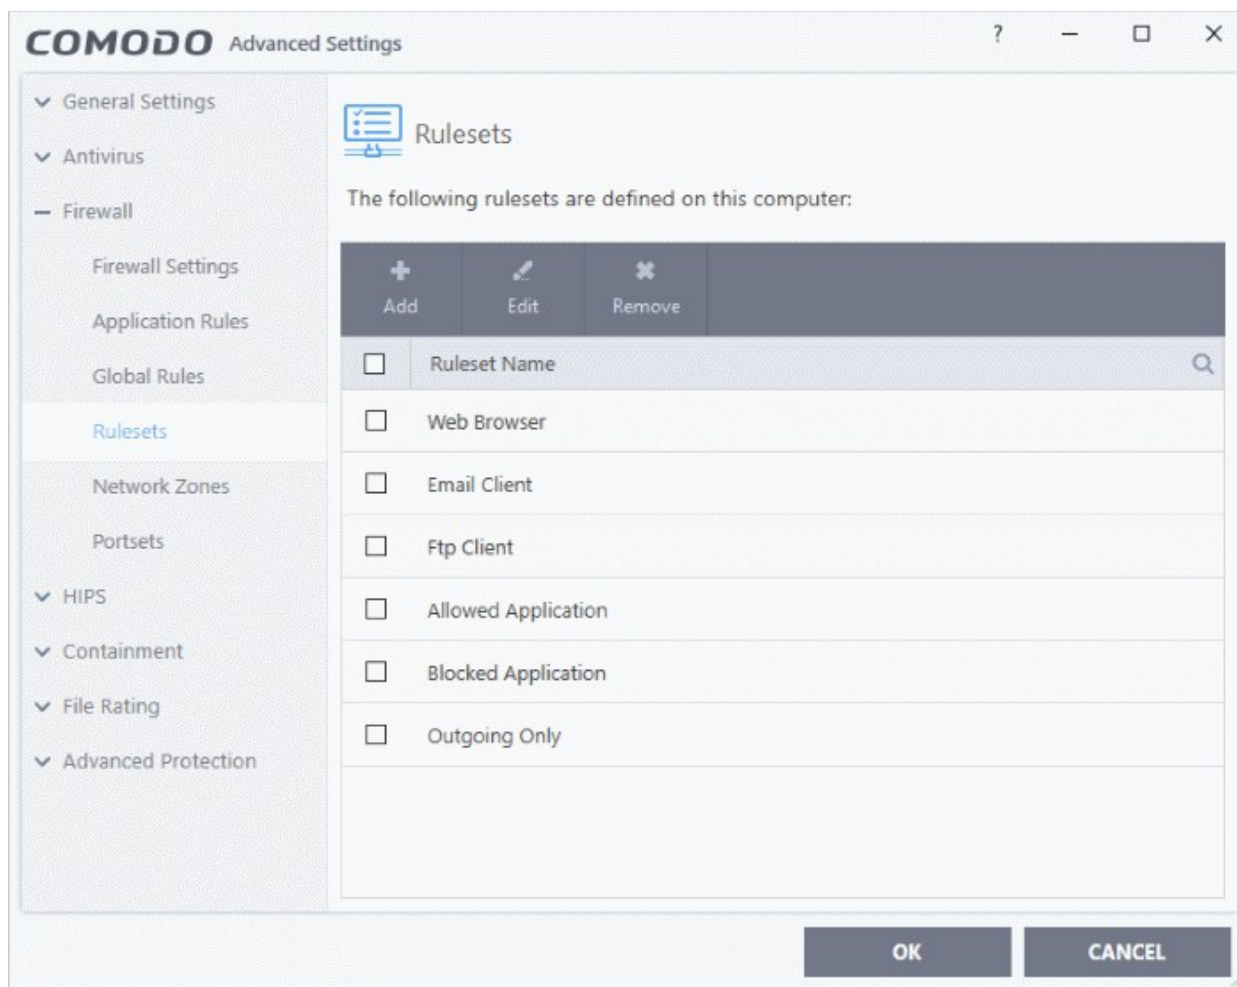 COMODO Advanced Settings ?
General Settings
Antivirus
Firewall
Firewall Settings
Application Rules
Global Rules
Rulesets
Network Zones
Portsets
HIPS
Containment
File Rating
Advanced Protection
Rulesets
The following rulesets are defined on this computer:
Add Edit Remove
Ruleset Name
Web Browser
Email Client
Ftp Client
Allowed Application
Blocked Application
Outgoing Only
OK CANCEL